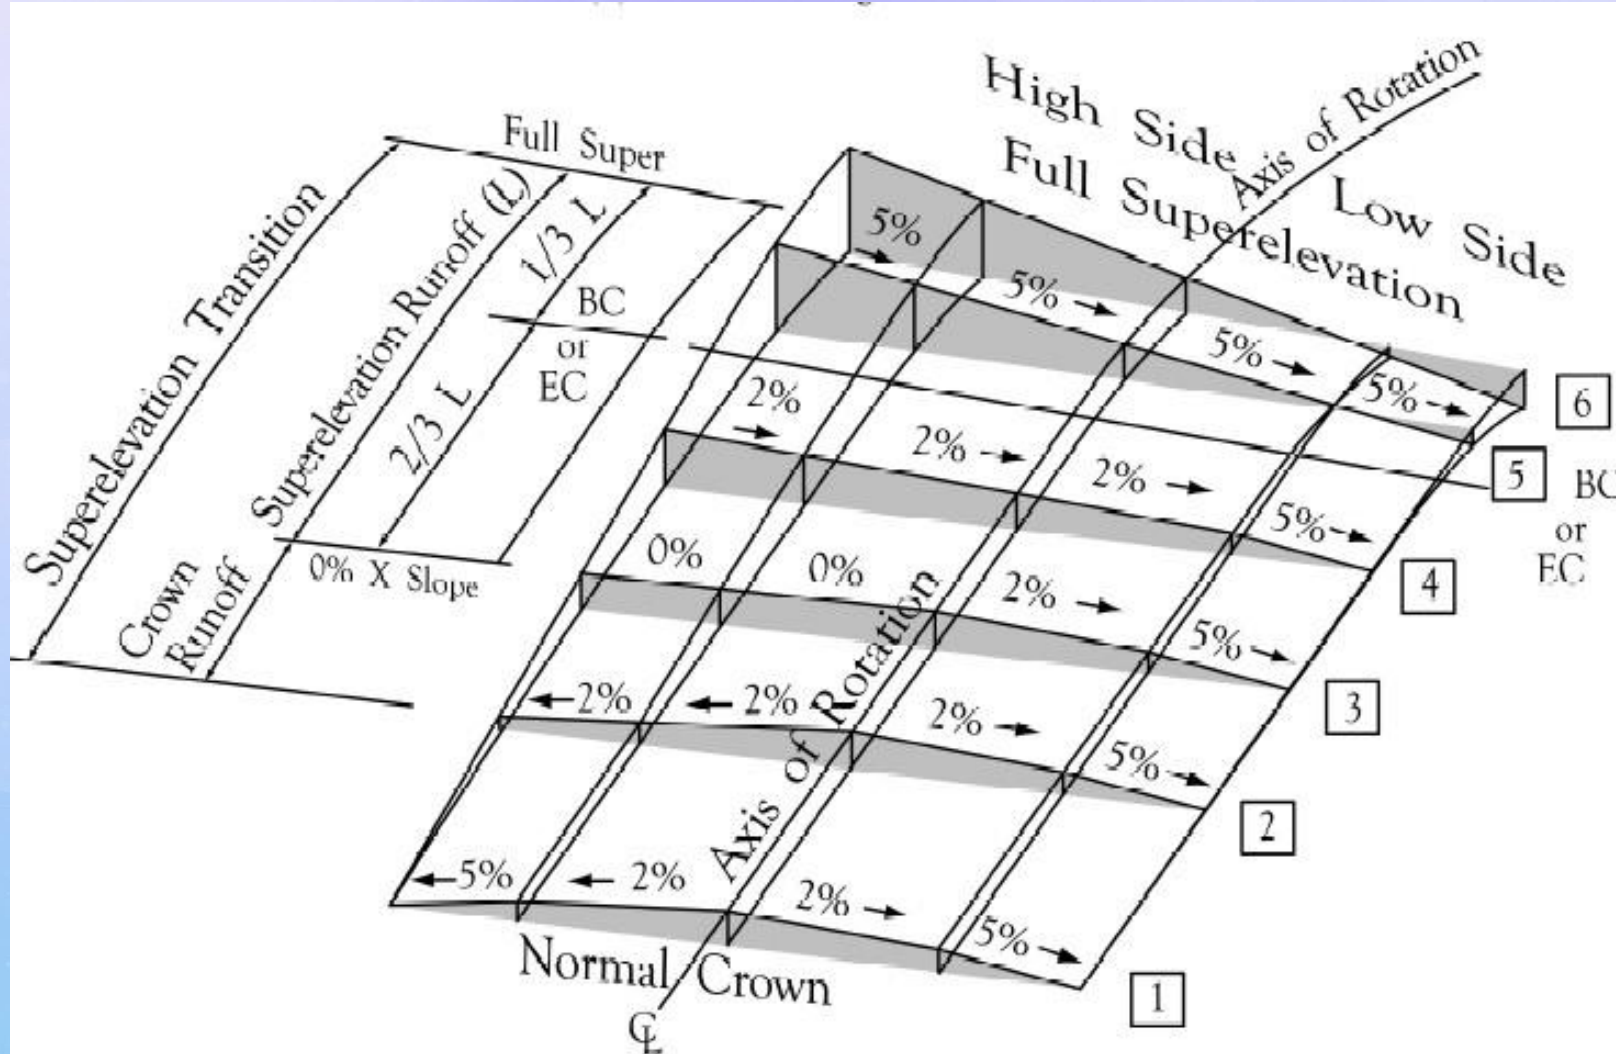 High Side
Axis of Rotation
Full Superelevation
Low Side
Full Super
Superelevation Transition
Superelevation Runoff (L)
1/3 L
BC
or
EC
2/3 L
0% X Slope
Crown
Runoff
5%
5%
5%
5%
6
2%
2%
2%
5%
5
BC
or
EC
0%
0%
2%
5%
4
2%
2%
2%
5%
3
Axis of Rotation
2
5%
2%
2%
5%
1
Normal Crown
CL